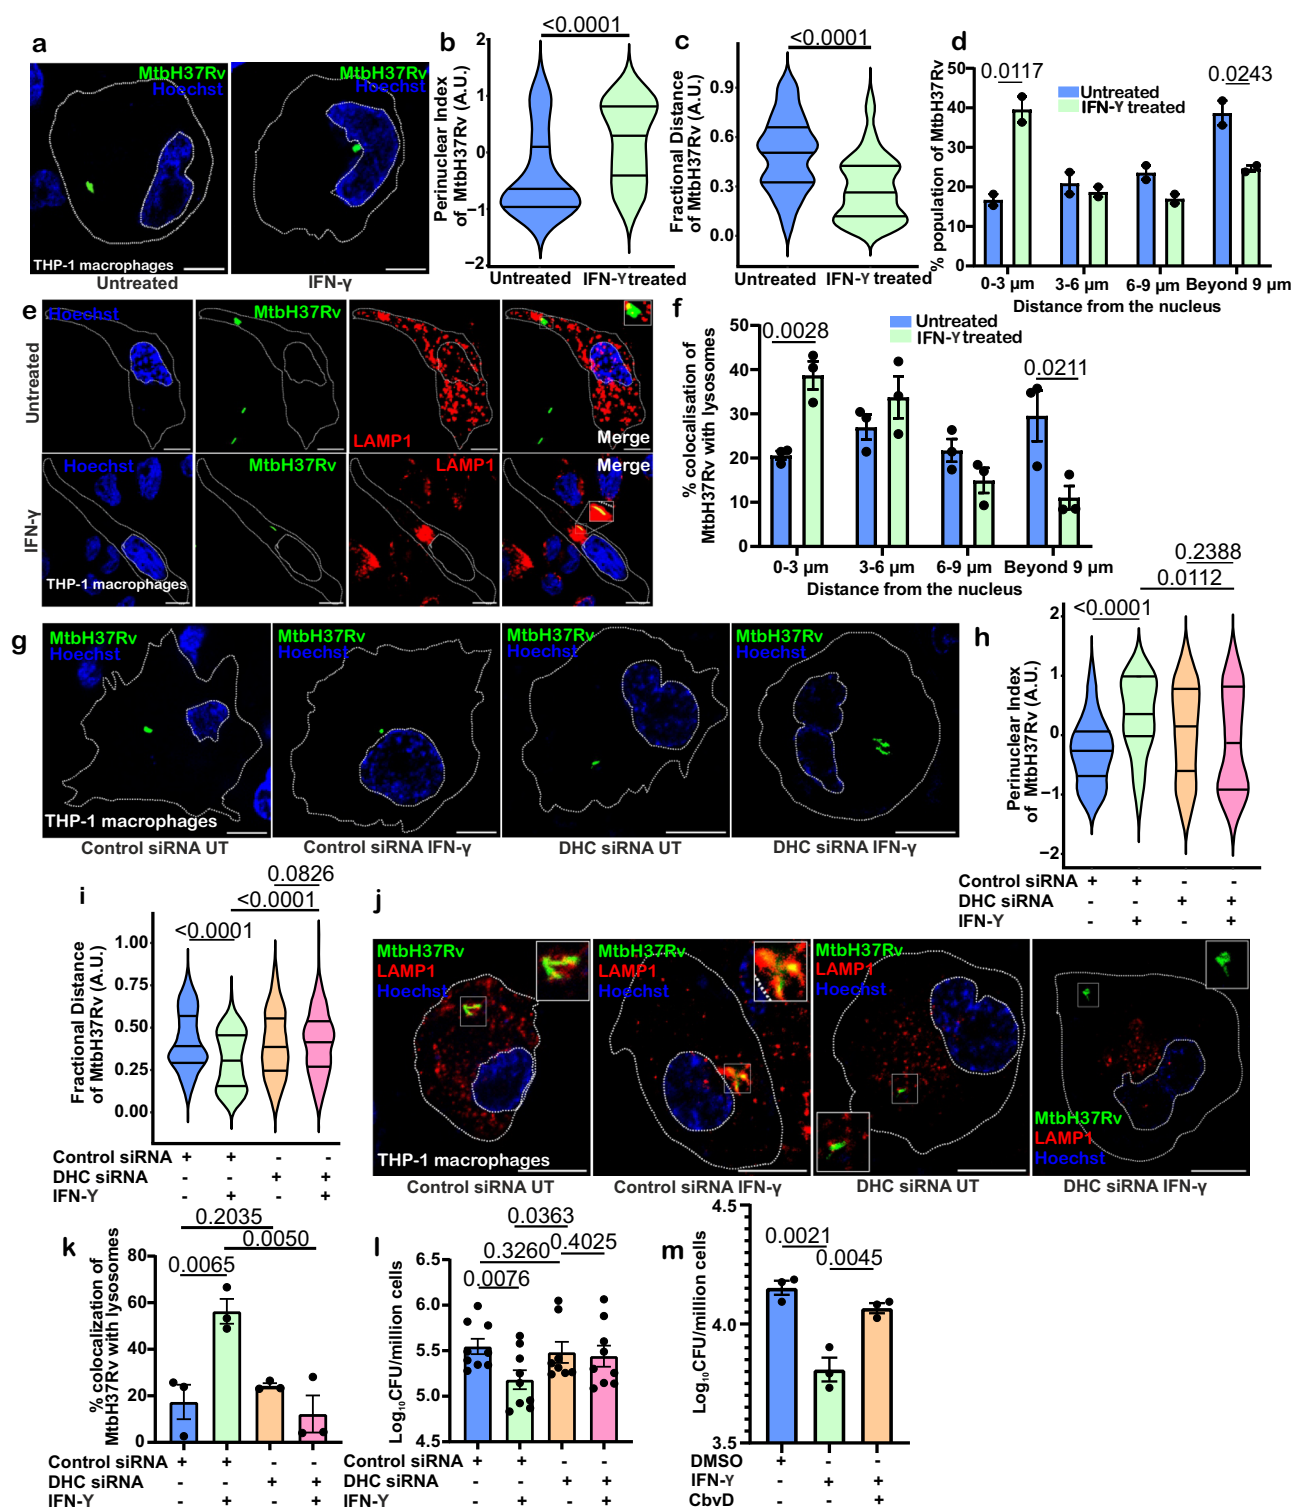 a
MtbH37Rv
Hoechst
THP-1 macrophages
Untreated
MtbH37Rv
Hoechst
IFN-γ
b
<0.0001
Perinuclear Index
of MtbH37Rv (A.U.)
2
1
0
−1
−2
Untreated
IFN-Y treated
c
<0.0001
Fractional Distance
of MtbH37Rv (A.U.)
0.9
0.6
0.3
0.0
Untreated
IFN-Y treated
d
% population of MtbH37Rv
50
40
30
20
10
0
0.0117
0.0243
Untreated
IFN-Y treated
0-3 µm
3-6 µm
6-9 µm
Beyond 9 µm
Distance from the nucleus
e
Untreated
Hoechst
MtbH37Rv
LAMP1
Merge
IFN-γ
Hoechst
MtbH37Rv
LAMP1
Merge
THP-1 macrophages
f
% colocalisation of
MtbH37Rv with lysosomes
50
40
30
20
10
0
0.0028
0.0211
Untreated
IFN-Y treated
0-3 µm
3-6 µm
6-9 µm
Beyond 9 µm
Distance from the nucleus
g
MtbH37Rv
Hoechst
THP-1 macrophages
Control siRNA UT
MtbH37Rv
Hoechst
Control siRNA IFN-γ
MtbH37Rv
Hoechst
DHC siRNA UT
MtbH37Rv
Hoechst
DHC siRNA IFN-γ
h
0.2388
0.0112
<0.0001
Perinuclear Index
of MtbH37Rv (A.U.)
2
1
0
−1
−2
Control siRNA + + - -
DHC siRNA - - + +
IFN-Y - + - +
i
0.0826
<0.0001
<0.0001
Fractional Distance
of MtbH37Rv (A.U.)
1.00
0.75
0.50
0.25
0.00
Control siRNA + + - -
DHC siRNA - - + +
IFN-Y - + - +
j
MtbH37Rv
LAMP1
Hoechst
THP-1 macrophages
Control siRNA UT
MtbH37Rv
LAMP1
Hoechst
Control siRNA IFN-γ
MtbH37Rv
LAMP1
Hoechst
DHC siRNA UT
MtbH37Rv
LAMP1
Hoechst
DHC siRNA IFN-γ
k
0.2035
0.0050
0.0065
% colocalization of
MtbH37Rv with lysosomes
80
60
40
20
0
Control siRNA + + - -
DHC siRNA - - + +
IFN-Y - + - +
l
0.0363
0.3260
0.4025
0.0076
Log₁₀CFU/million cells
6.5
6.0
5.5
5.0
4.5
Control siRNA + + - -
DHC siRNA - - + +
IFN-Y - + - +
m
0.0021
0.0045
Log₁₀CFU/million cells
4.5
4.0
3.5
DMSO + - -
IFN-Y - + +
CbvD - - +